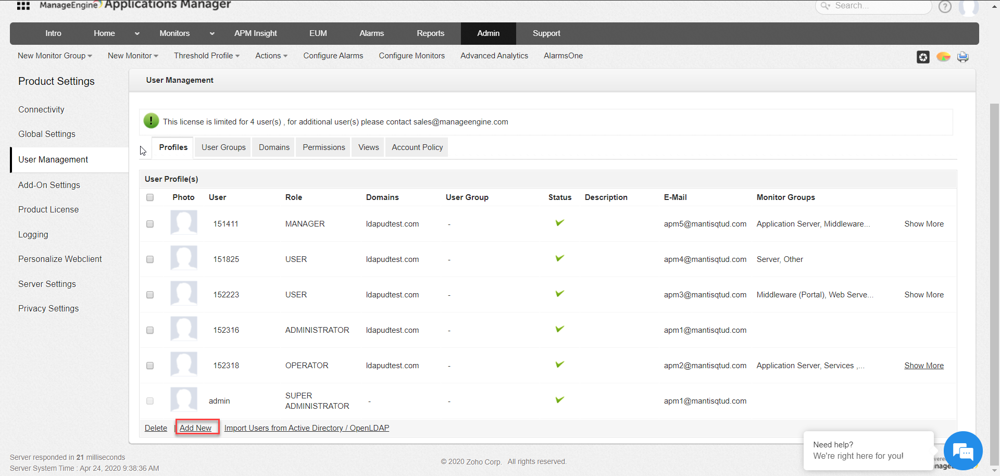 ManageEngine Applications Manager
Search...
?
Intro Home Monitors APM Insight EUM Alarms Reports Admin Support
New Monitor Group New Monitor Threshold Profile Actions Configure Alarms Configure Monitors Advanced Analytics AlarmsOne
Product Settings
Connectivity
Global Settings
User Management
Add-On Settings
Product License
Logging
Personalize Webclient
Server Settings
Privacy Settings
User Management
! This license is limited for 4 user(s) , for additional user(s) please contact sales@manageengine.com
Profiles User Groups Domains Permissions Views Account Policy
User Profile(s)
Photo User Role Domains User Group Status Description E-Mail Monitor Groups
151411 MANAGER ldapudtest.com - apm5@mantisqtud.com Application Server, Middleware... Show More
151825 USER ldapudtest.com - apm4@mantisqtud.com Server, Other
152223 USER ldapudtest.com - apm3@mantisqtud.com Middleware (Portal), Web Serve... Show More
152316 ADMINISTRATOR ldapudtest.com - apm1@mantisqtud.com
152318 OPERATOR ldapudtest.com - apm2@mantisqtud.com Application Server, Services ,... Show More
admin SUPER ADMINISTRATOR - - apm1@mantisqtud.com
Delete | Add New Import Users from Active Directory / OpenLDAP
Server responded in 21 milliseconds
Server System Time : Apr 24, 2020 9:38:36 AM
© 2020 Zoho Corp. All rights reserved.
Need help?
We're right here for you!